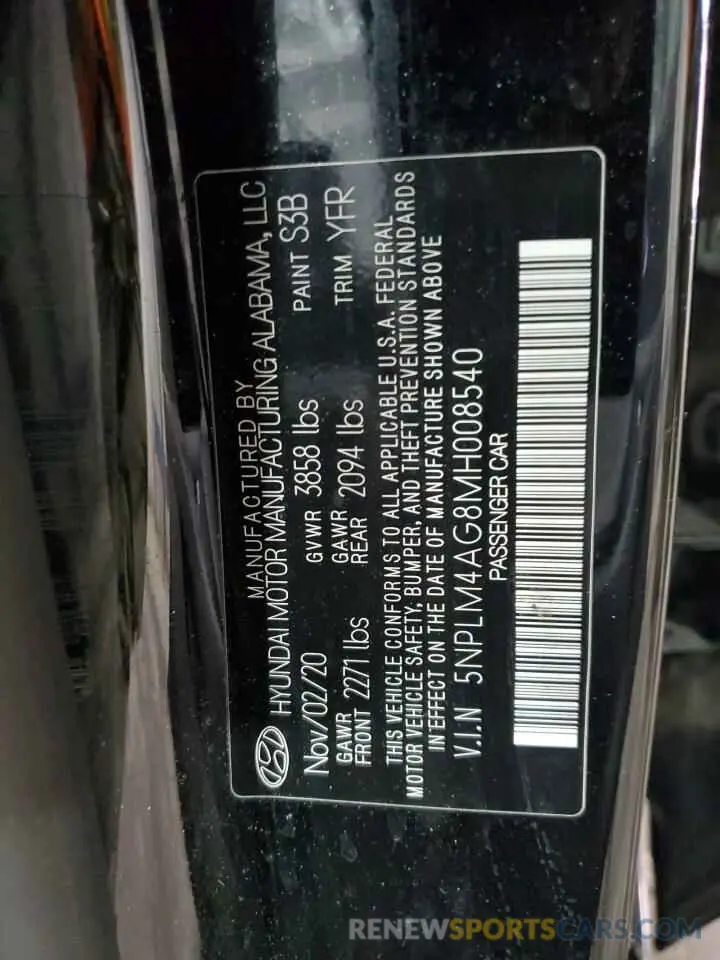 MANUFACTURED BY
HYUNDAI MOTOR MANUFACTURING ALABAMA, LLC
Nov/02/20 GVWR 3858 lbs PAINT S3B
GAWR FRONT 2271 lbs GAWR REAR 2094 lbs TRIM YFR
THIS VEHICLE CONFORMS TO ALL APPLICABLE U.S.A. FEDERAL
MOTOR VEHICLE SAFETY, BUMPER, AND THEFT PREVENTION STANDARDS
IN EFFECT ON THE DATE OF MANUFACTURE SHOWN ABOVE
V.I.N 5NPLM4AG8MH008540
PASSENGER CAR
RENEWSPORTSCARS.COM